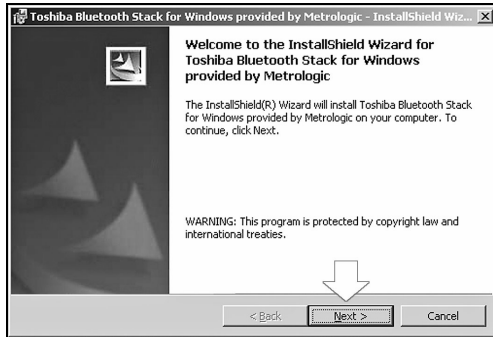 Toshiba Bluetooth Stack for Windows provided by Metrologic - InstallShield Wiz...
Welcome to the InstallShield Wizard for
Toshiba Bluetooth Stack for Windows
provided by Metrologic
The InstallShield(R) Wizard will install Toshiba Bluetooth Stack
for Windows provided by Metrologic on your computer. To
continue, click Next.
WARNING: This program is protected by copyright law and
international treaties.
< Back
Next >
Cancel